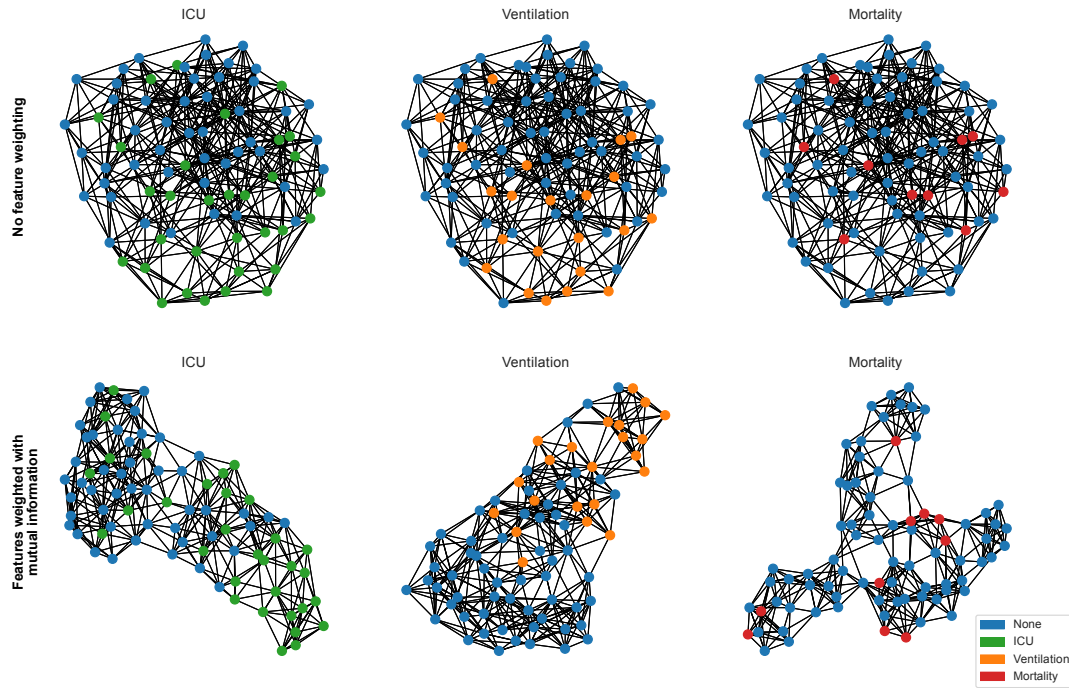 ICU
Ventilation
Mortality
No feature weighting
ICU
Ventilation
Mortality
Features weighted with
mutual information
None
ICU
Ventilation
Mortality